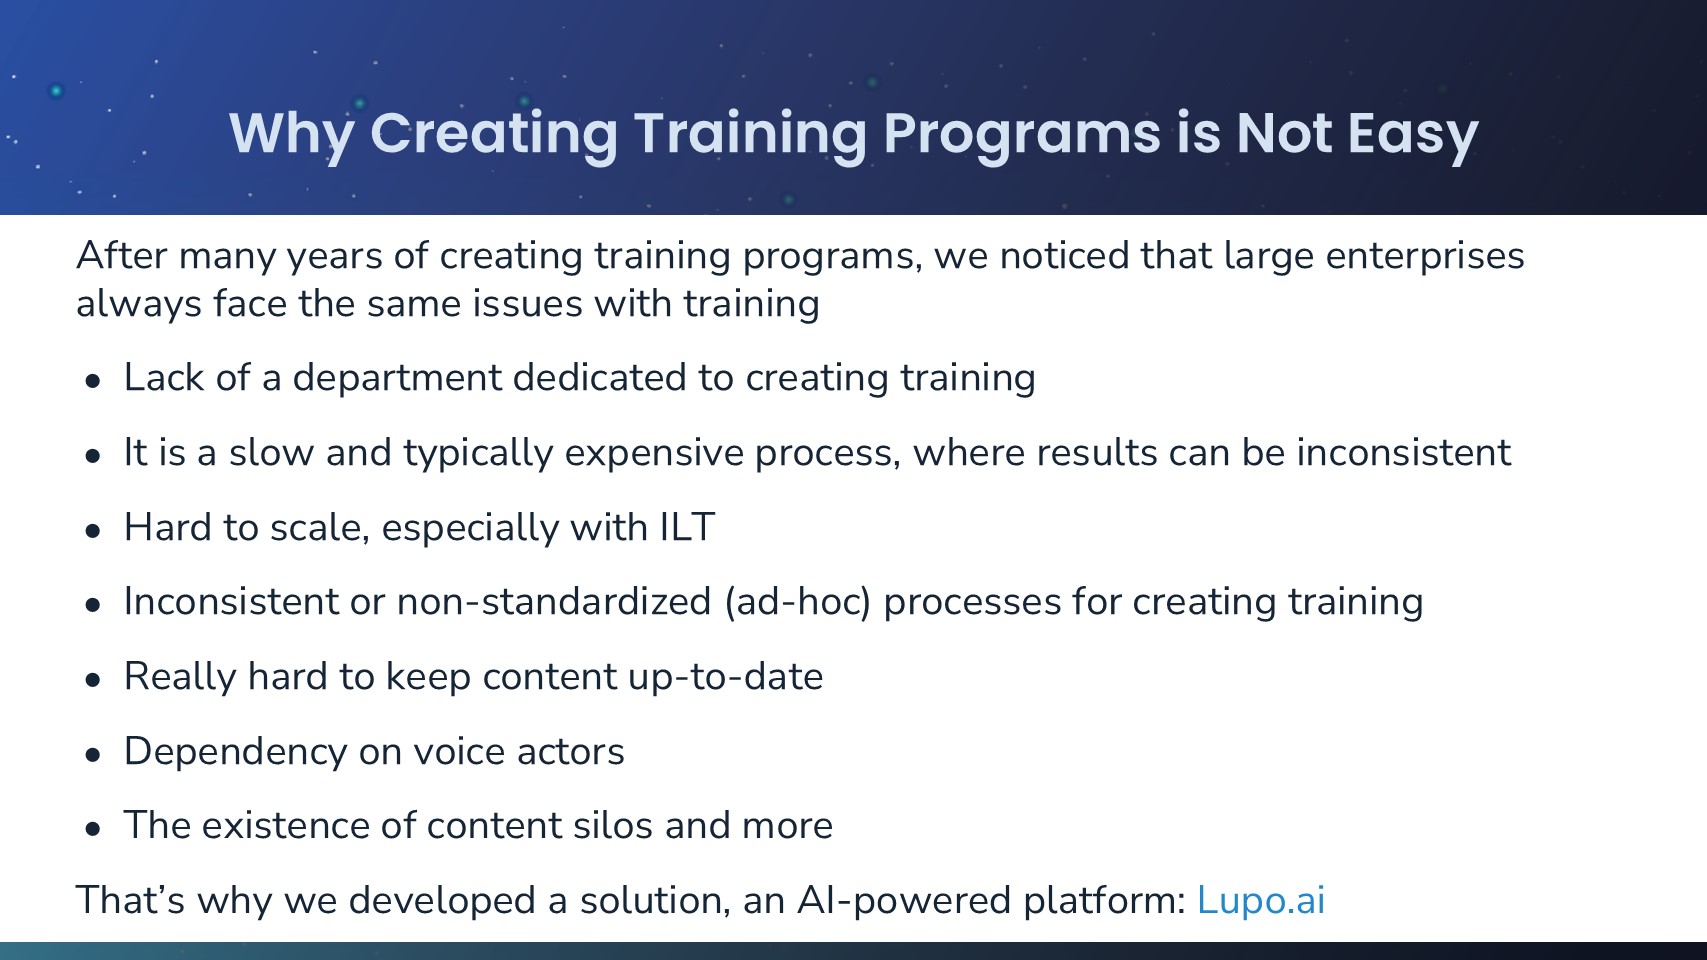 Why Creating Training Programs is Not Easy
After many years of creating training programs, we noticed that large enterprises
always face the same issues with training
● Lack of a department dedicated to creating training
● It is a slow and typically expensive process, where results can be inconsistent
● Hard to scale, especially with ILT
● Inconsistent or non-standardized (ad-hoc) processes for creating training
● Really hard to keep content up-to-date
● Dependency on voice actors
● The existence of content silos and more
That’s why we developed a solution, an AI-powered platform: Lupo.ai